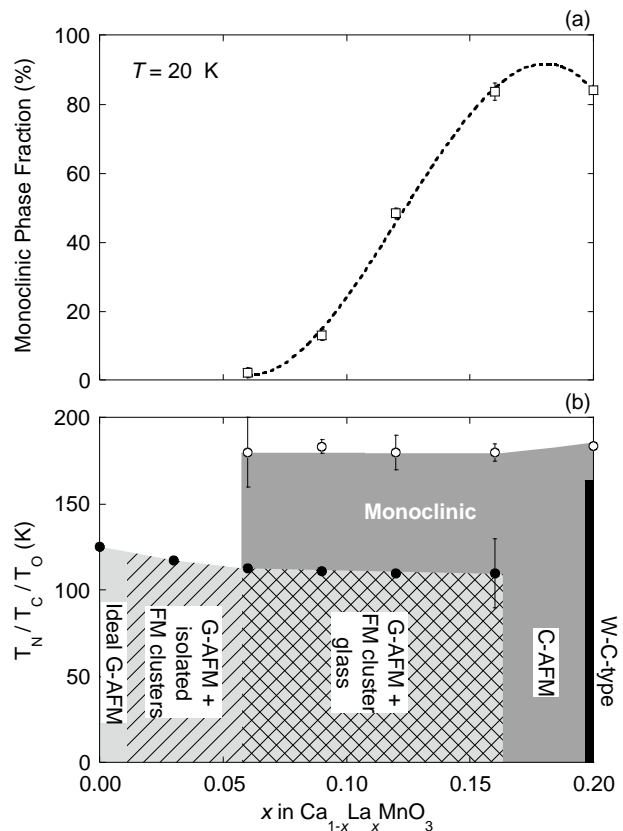 (a)
100
80
60
40
20
0
Monoclinic Phase Fraction (%)
T = 20 K
(b)
200
150
100
50
0
T_N / T_C / T_O (K)
Monoclinic
Ideal G-AFM
G-AFM +
isolated
FM clusters
G-AFM +
FM cluster
glass
C-AFM
W-C-type
0.00 0.05 0.10 0.15 0.20
x in Ca_{1-x}La_xMnO_3